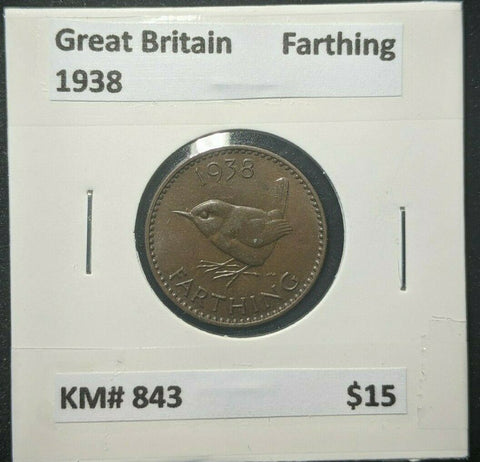 Great Britain Farthing
1938
1938
FARTHING
KM# 843 $15